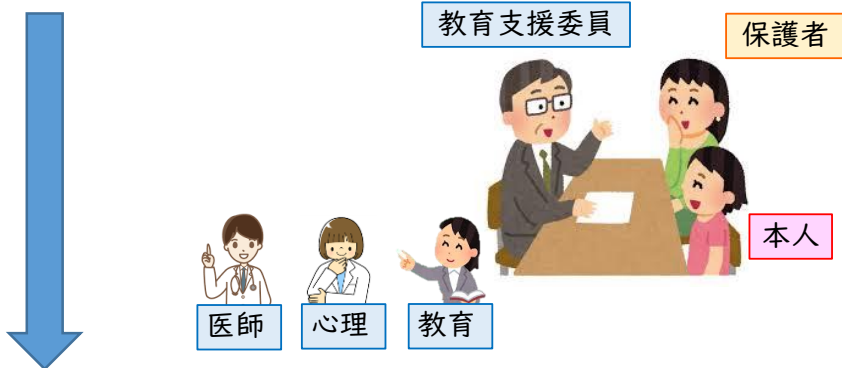 教育支援委員
保護者
本人
医師
心理
教育